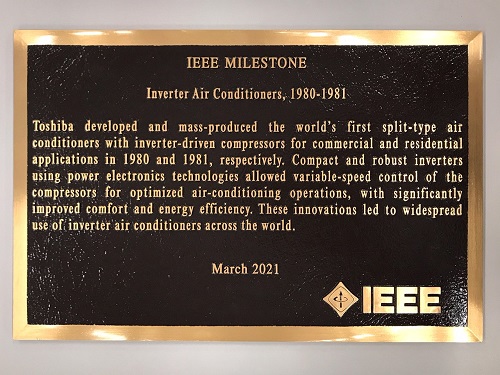 IEEE MILESTONE
Inverter Air Conditioners, 1980-1981
Toshiba developed and mass-produced the world's first split-type air
conditioners with inverter-driven compressors for commercial and residential
applications in 1980 and 1981, respectively. Compact and robust inverters
using power electronics technologies allowed variable-speed control of the
compressors for optimized air-conditioning operations, with significantly
improved comfort and energy efficiency. These innovations led to widespread
use of inverter air conditioners across the world.
March 2021
IEEE